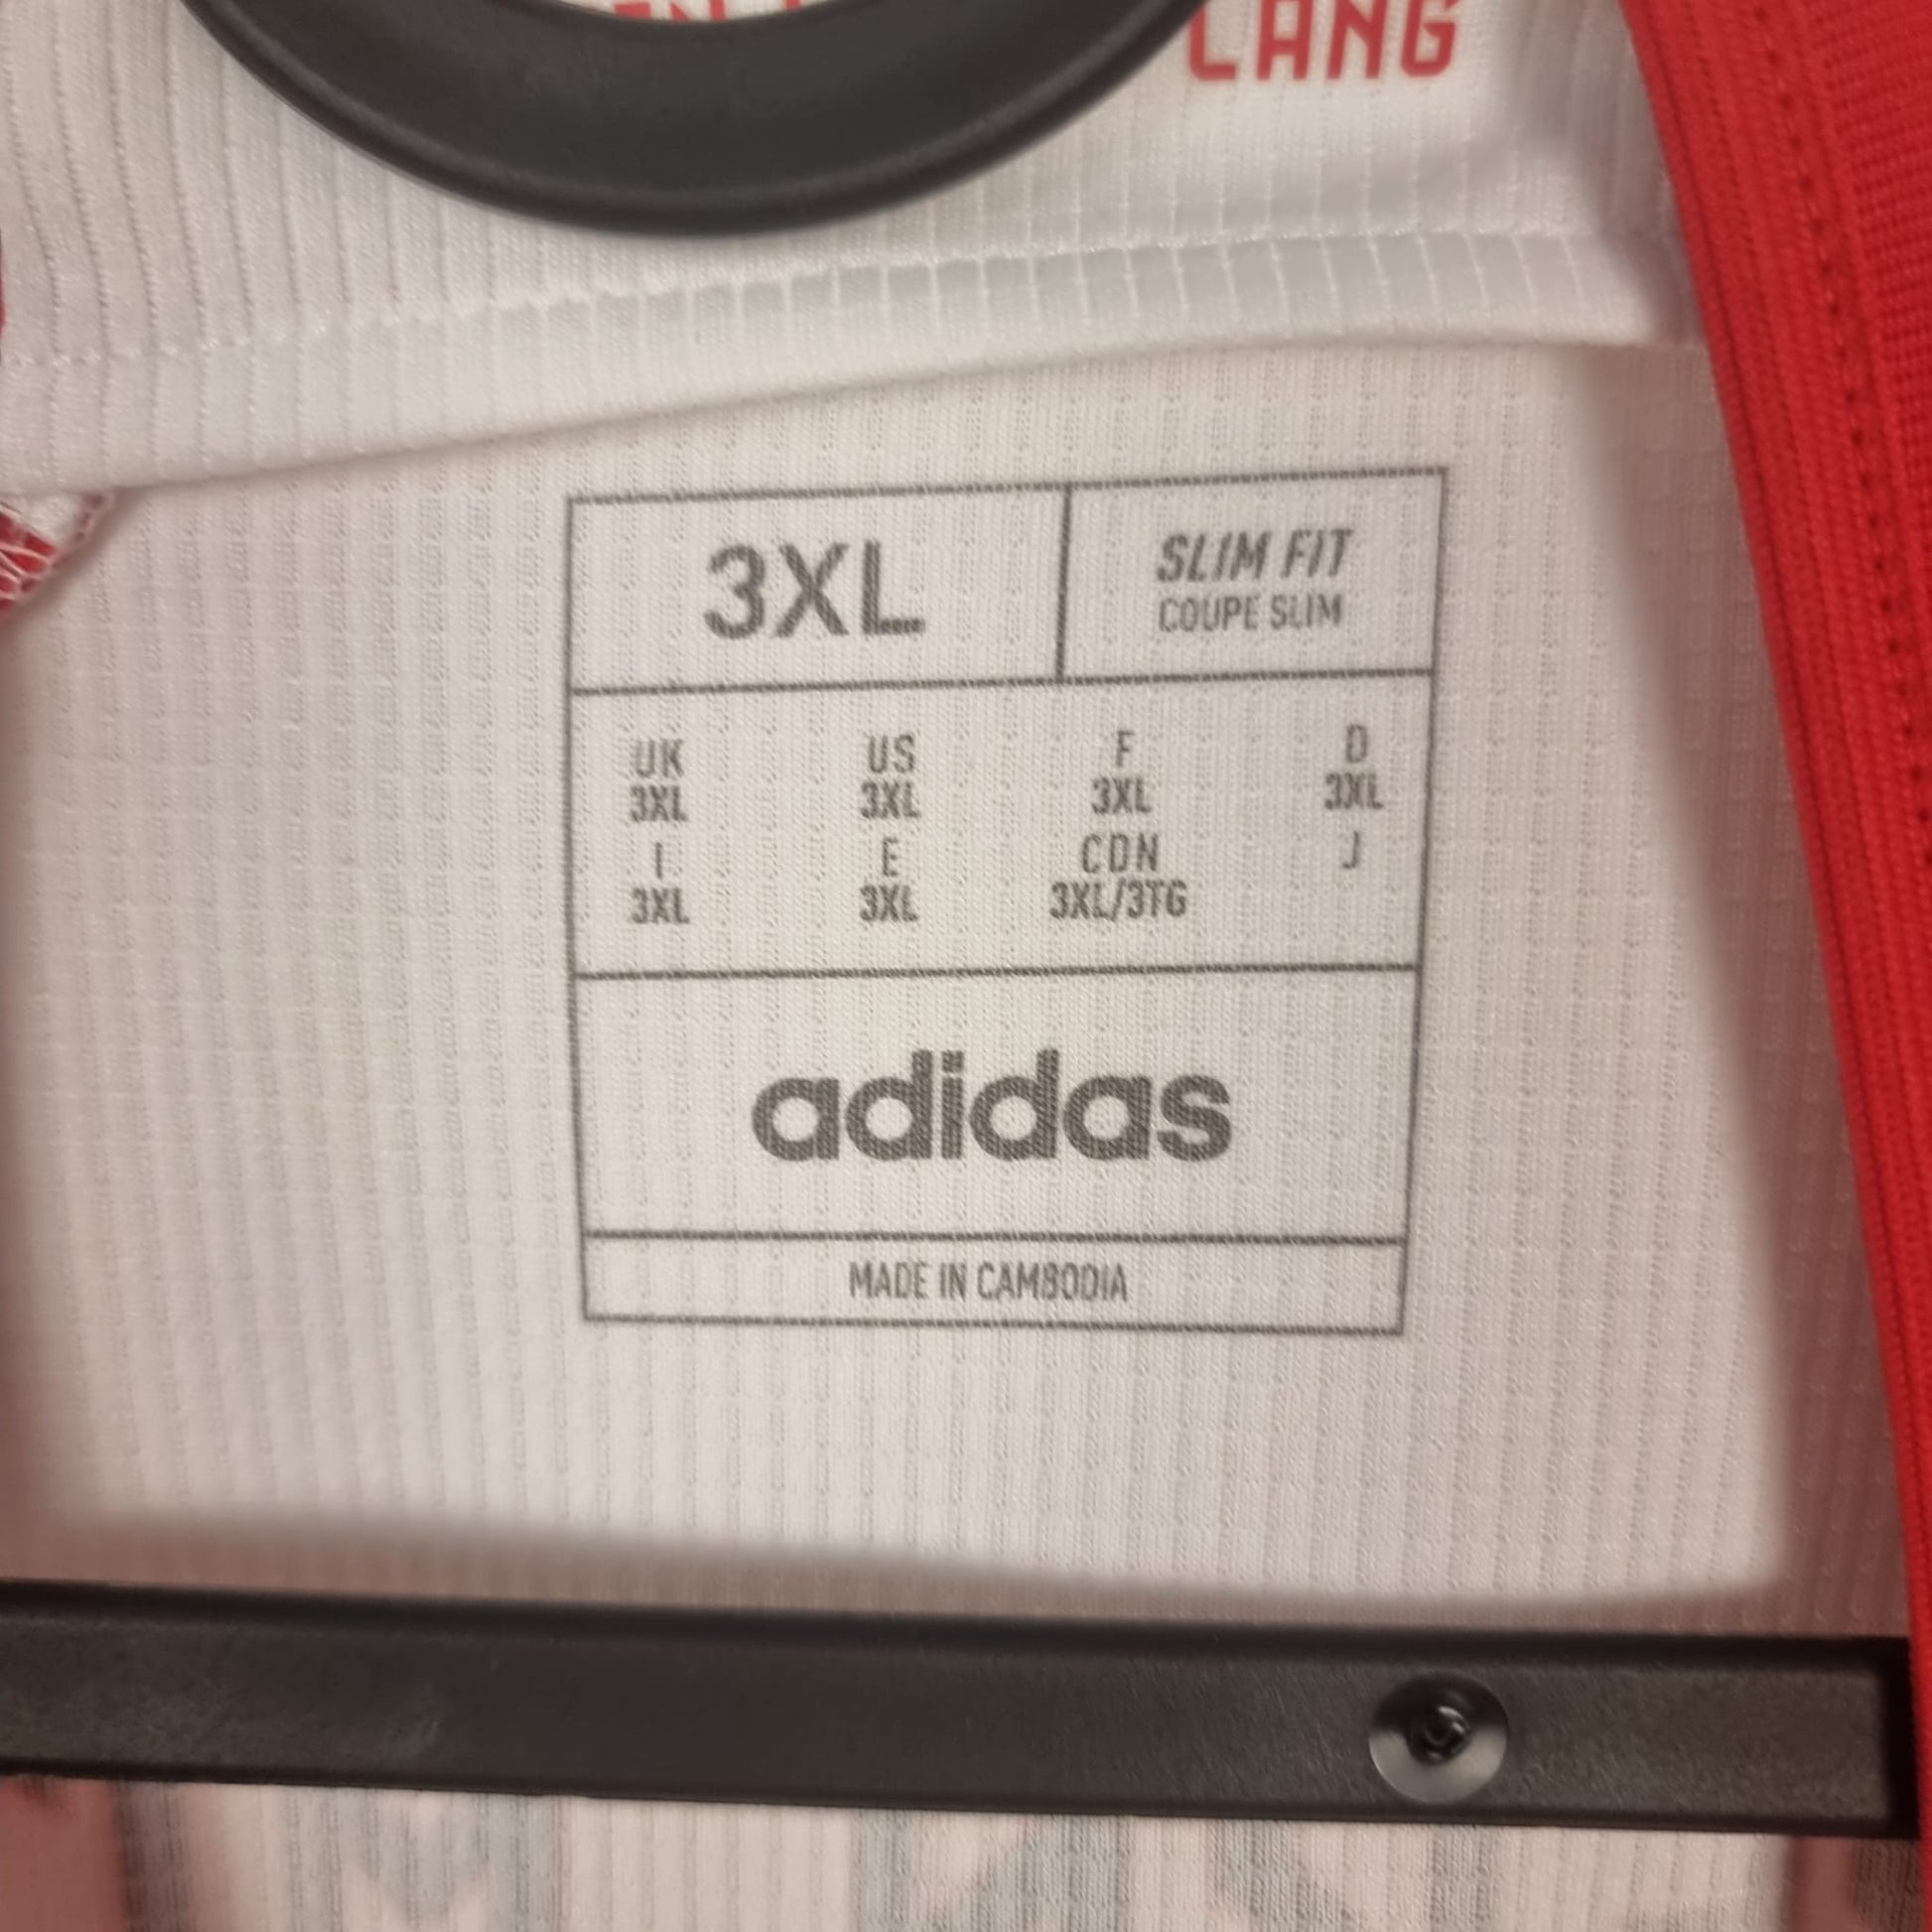 LANG
3XL
SLIM FIT
COUPE SLIM
UK US F D
3XL 3XL 3XL 3XL
I E CDN J
3XL 3XL 3XL/3TG
adidas
MADE IN CAMBODIA